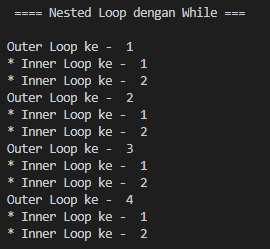 ==== Nested Loop dengan While ===
Outer Loop ke -  1
* Inner Loop ke -  1
* Inner Loop ke -  2
Outer Loop ke -  2
* Inner Loop ke -  1
* Inner Loop ke -  2
Outer Loop ke -  3
* Inner Loop ke -  1
* Inner Loop ke -  2
Outer Loop ke -  4
* Inner Loop ke -  1
* Inner Loop ke -  2